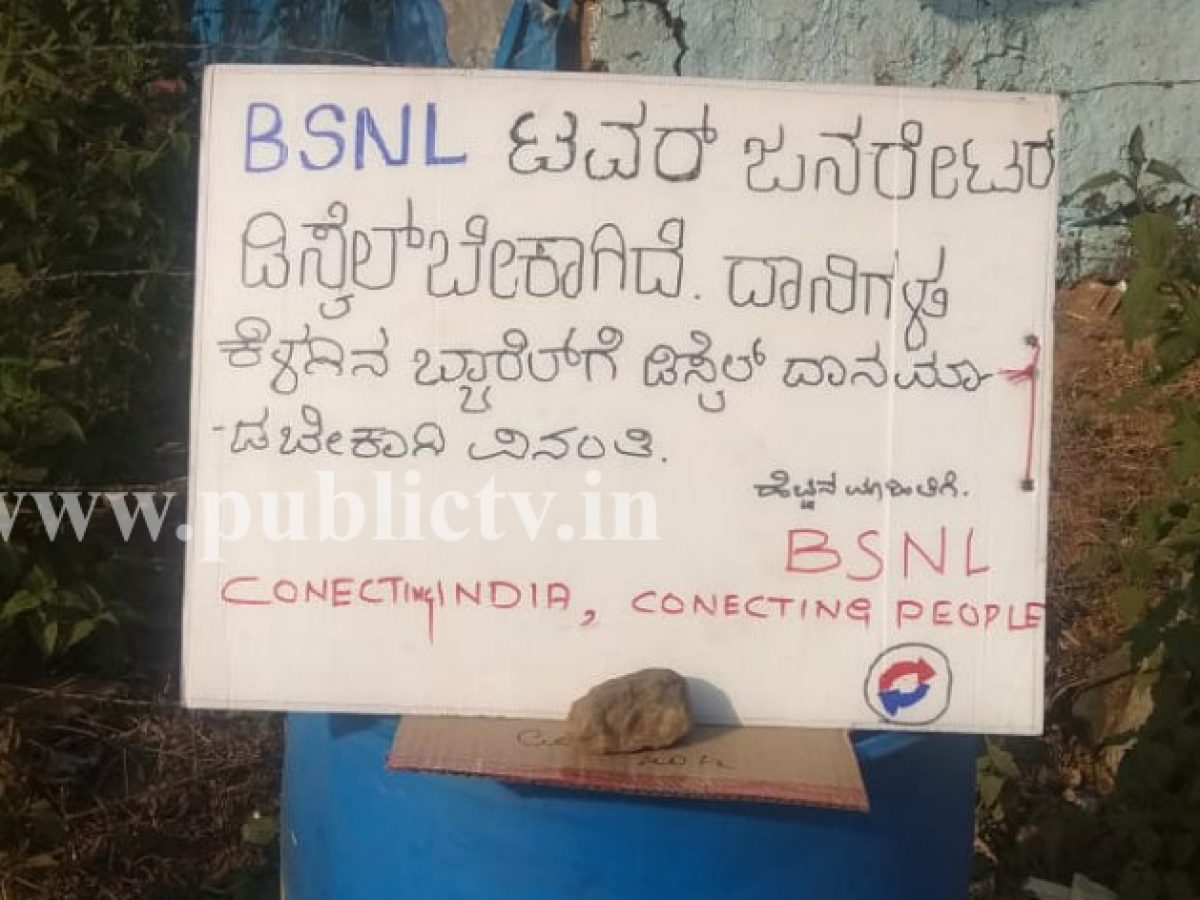 BSNL ಟವರ್ ಜನರೇಟರ್
ಡಿಸೈಲ್‌ಬೇಕಾಗಿದೆ. ದಾನಿಗಳು
ಕೆಳಗಿನ ಬ್ಯಾರೆಲ್‌ಗೆ ಡಿಸೈಲ್ ದಾನಮಾ
-ಡಬೇಕಾಗಿ ವಿನಂತಿ.
ಹೆಚ್ಚಿನ ಮಾಹಿತಿಗೆ.
www.publictv.in
BSNL
CONECTINGINDIA, CONECTING PEOPLE